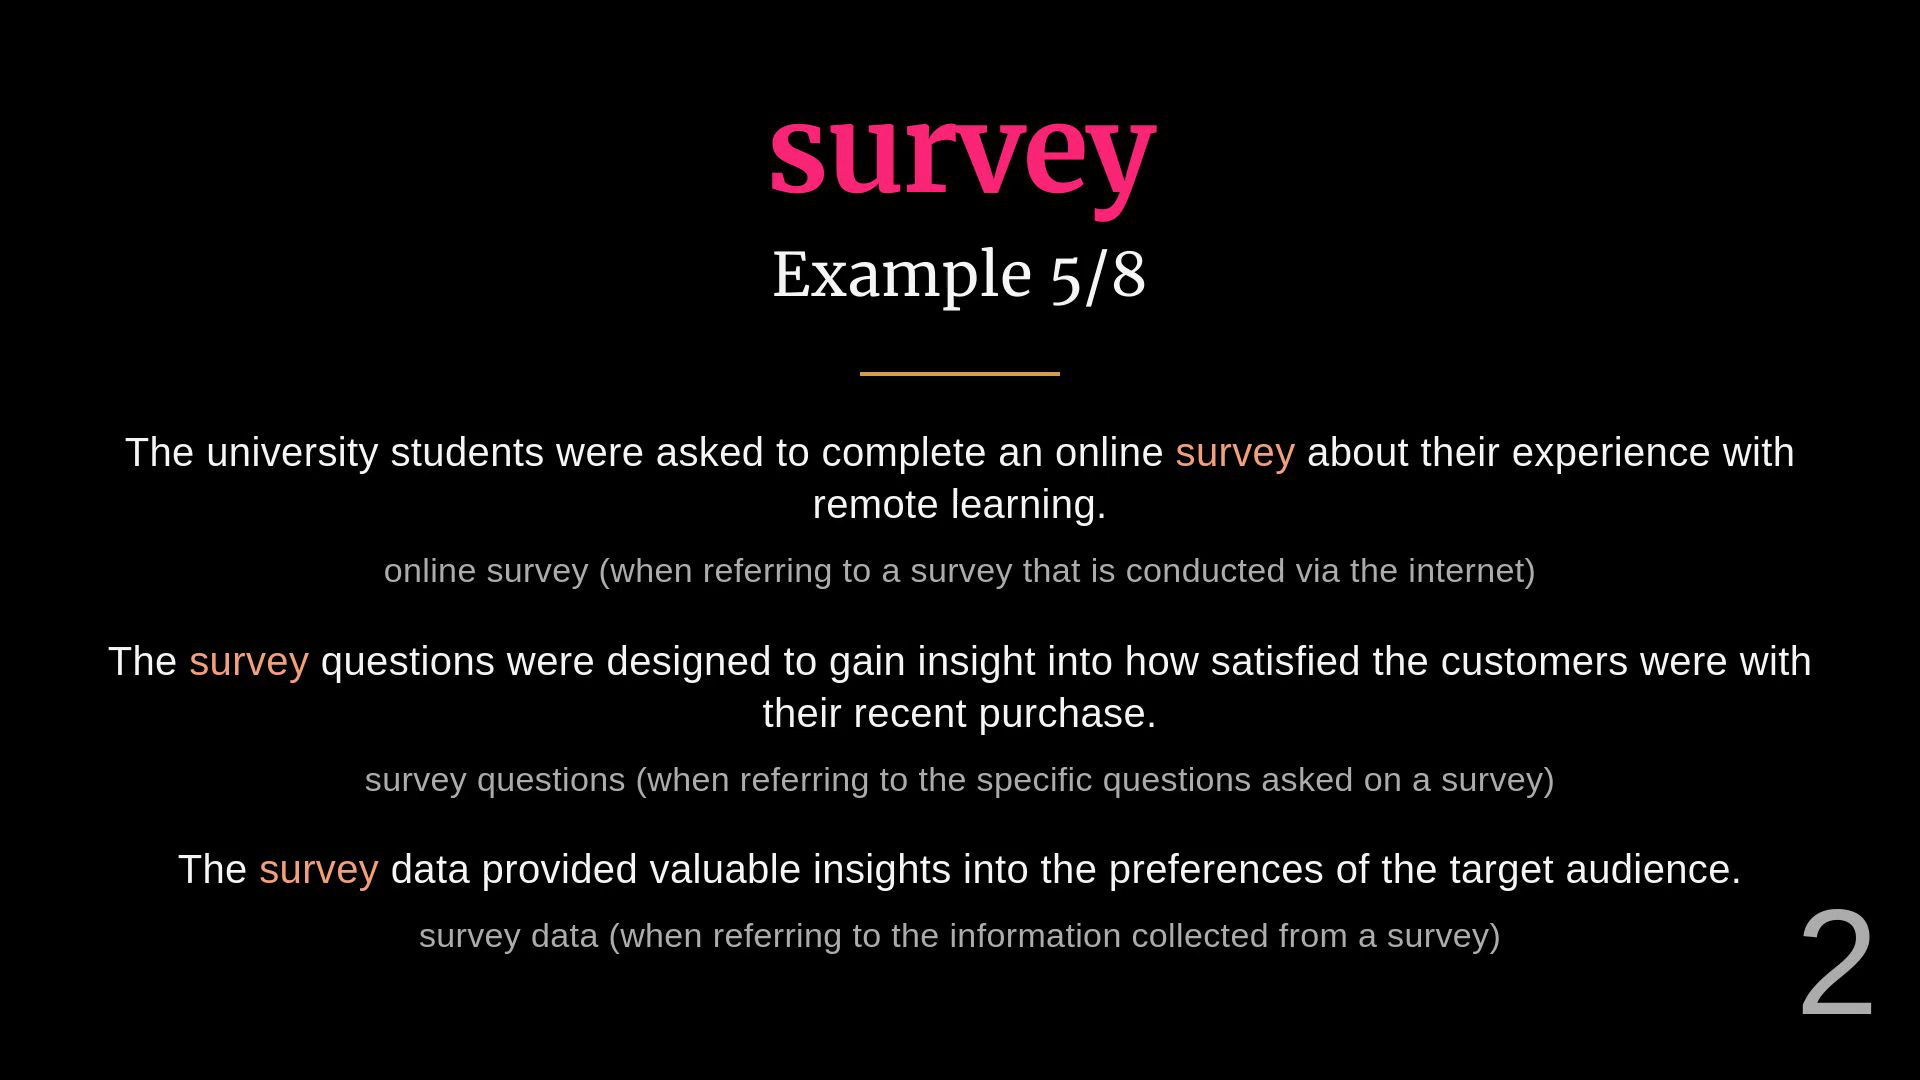 survey
Example 5/8
The university students were asked to complete an online survey about their experience with
remote learning.
online survey (when referring to a survey that is conducted via the internet)
The survey questions were designed to gain insight into how satisfied the customers were with
their recent purchase.
survey questions (when referring to the specific questions asked on a survey)
The survey data provided valuable insights into the preferences of the target audience.
survey data (when referring to the information collected from a survey)
2